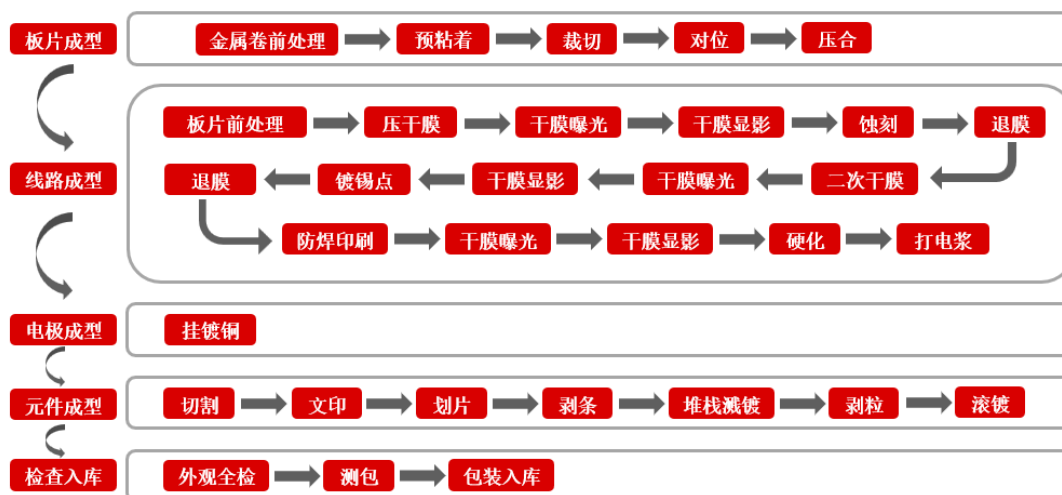 板片成型
金属卷前处理 预粘着 裁切 对位 压合
板片前处理 压干膜 干膜曝光 干膜显影 蚀刻 退膜
线路成型
退膜 镀锡点 干膜显影 干膜曝光 二次干膜
防焊印刷 干膜曝光 干膜显影 硬化 打电浆
电极成型
挂镀铜
元件成型
切割 文印 划片 剥条 堆栈溅镀 剥粒 滚镀
检查入库
外观全检 测包 包装入库